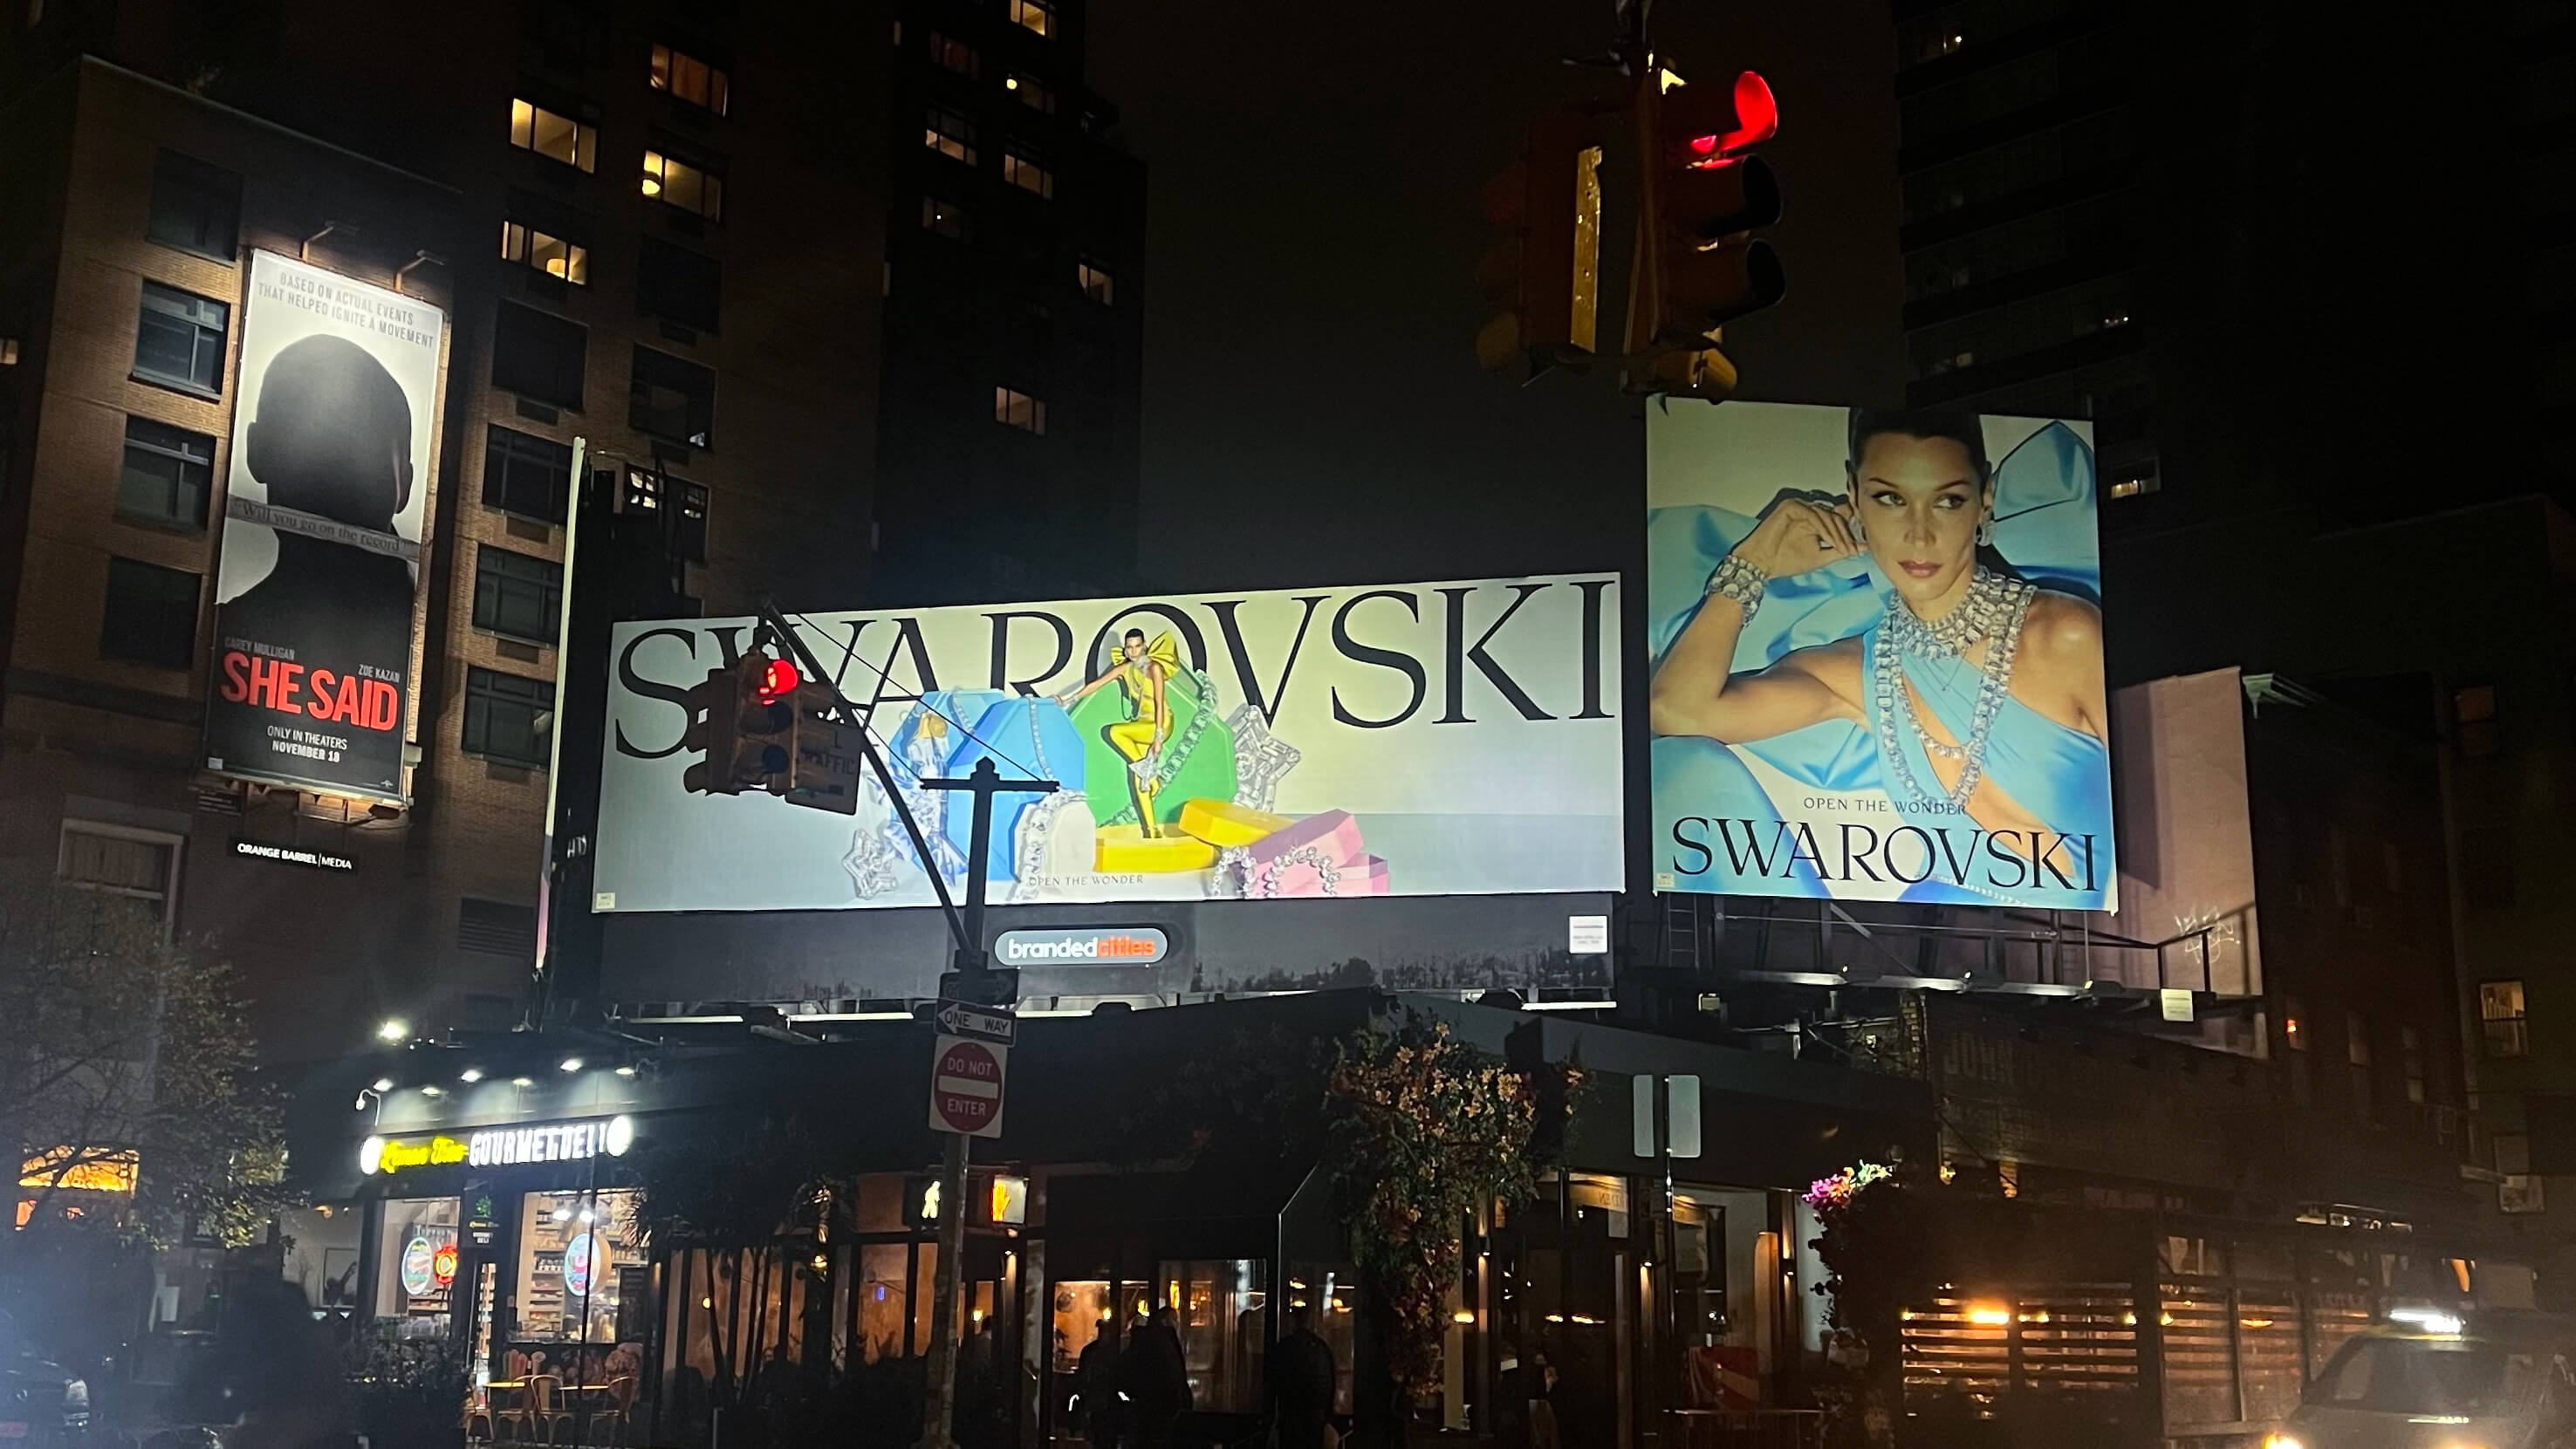 BASED ON ACTUAL EVENTS
THAT HELPED IGNITE A MOVEMENT
"Will you go on the record
CAREY MULLIGAN
ZOE KAZAN
SHE SAID
ONLY IN THEATERS
NOVEMBER 18
ORANGE BARREL | MEDIA
SWAROVSKI
OPEN THE WONDER
brandedcities
OPEN THE WONDER
SWAROVSKI
TRAFFIC
ONE WAY
DO NOT
ENTER
GOURMET DELI